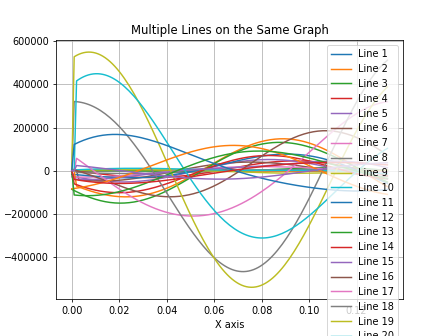 Multiple Lines on the Same Graph
600000
400000
200000
0
−200000
−400000
0.00
0.02
0.04
0.06
0.08
0.10
X axis
Line 1
Line 2
Line 3
Line 4
Line 5
Line 6
Line 7
Line 8
Line 9
Line 10
Line 11
Line 12
Line 13
Line 14
Line 15
Line 16
Line 17
Line 18
Line 19
Line 20